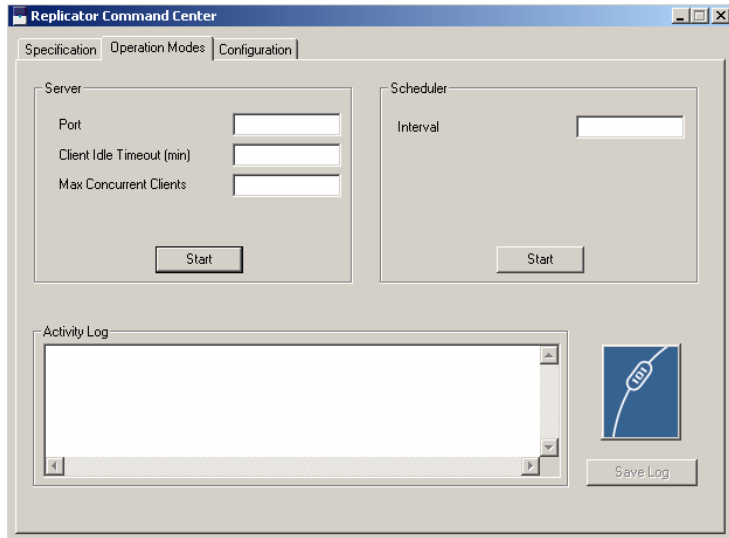 Replicator Command Center
Specification Operation Modes Configuration
Server
Port
Client Idle Timeout (min)
Max Concurrent Clients
Start
Scheduler
Interval
Start
Activity Log
101
Save Log